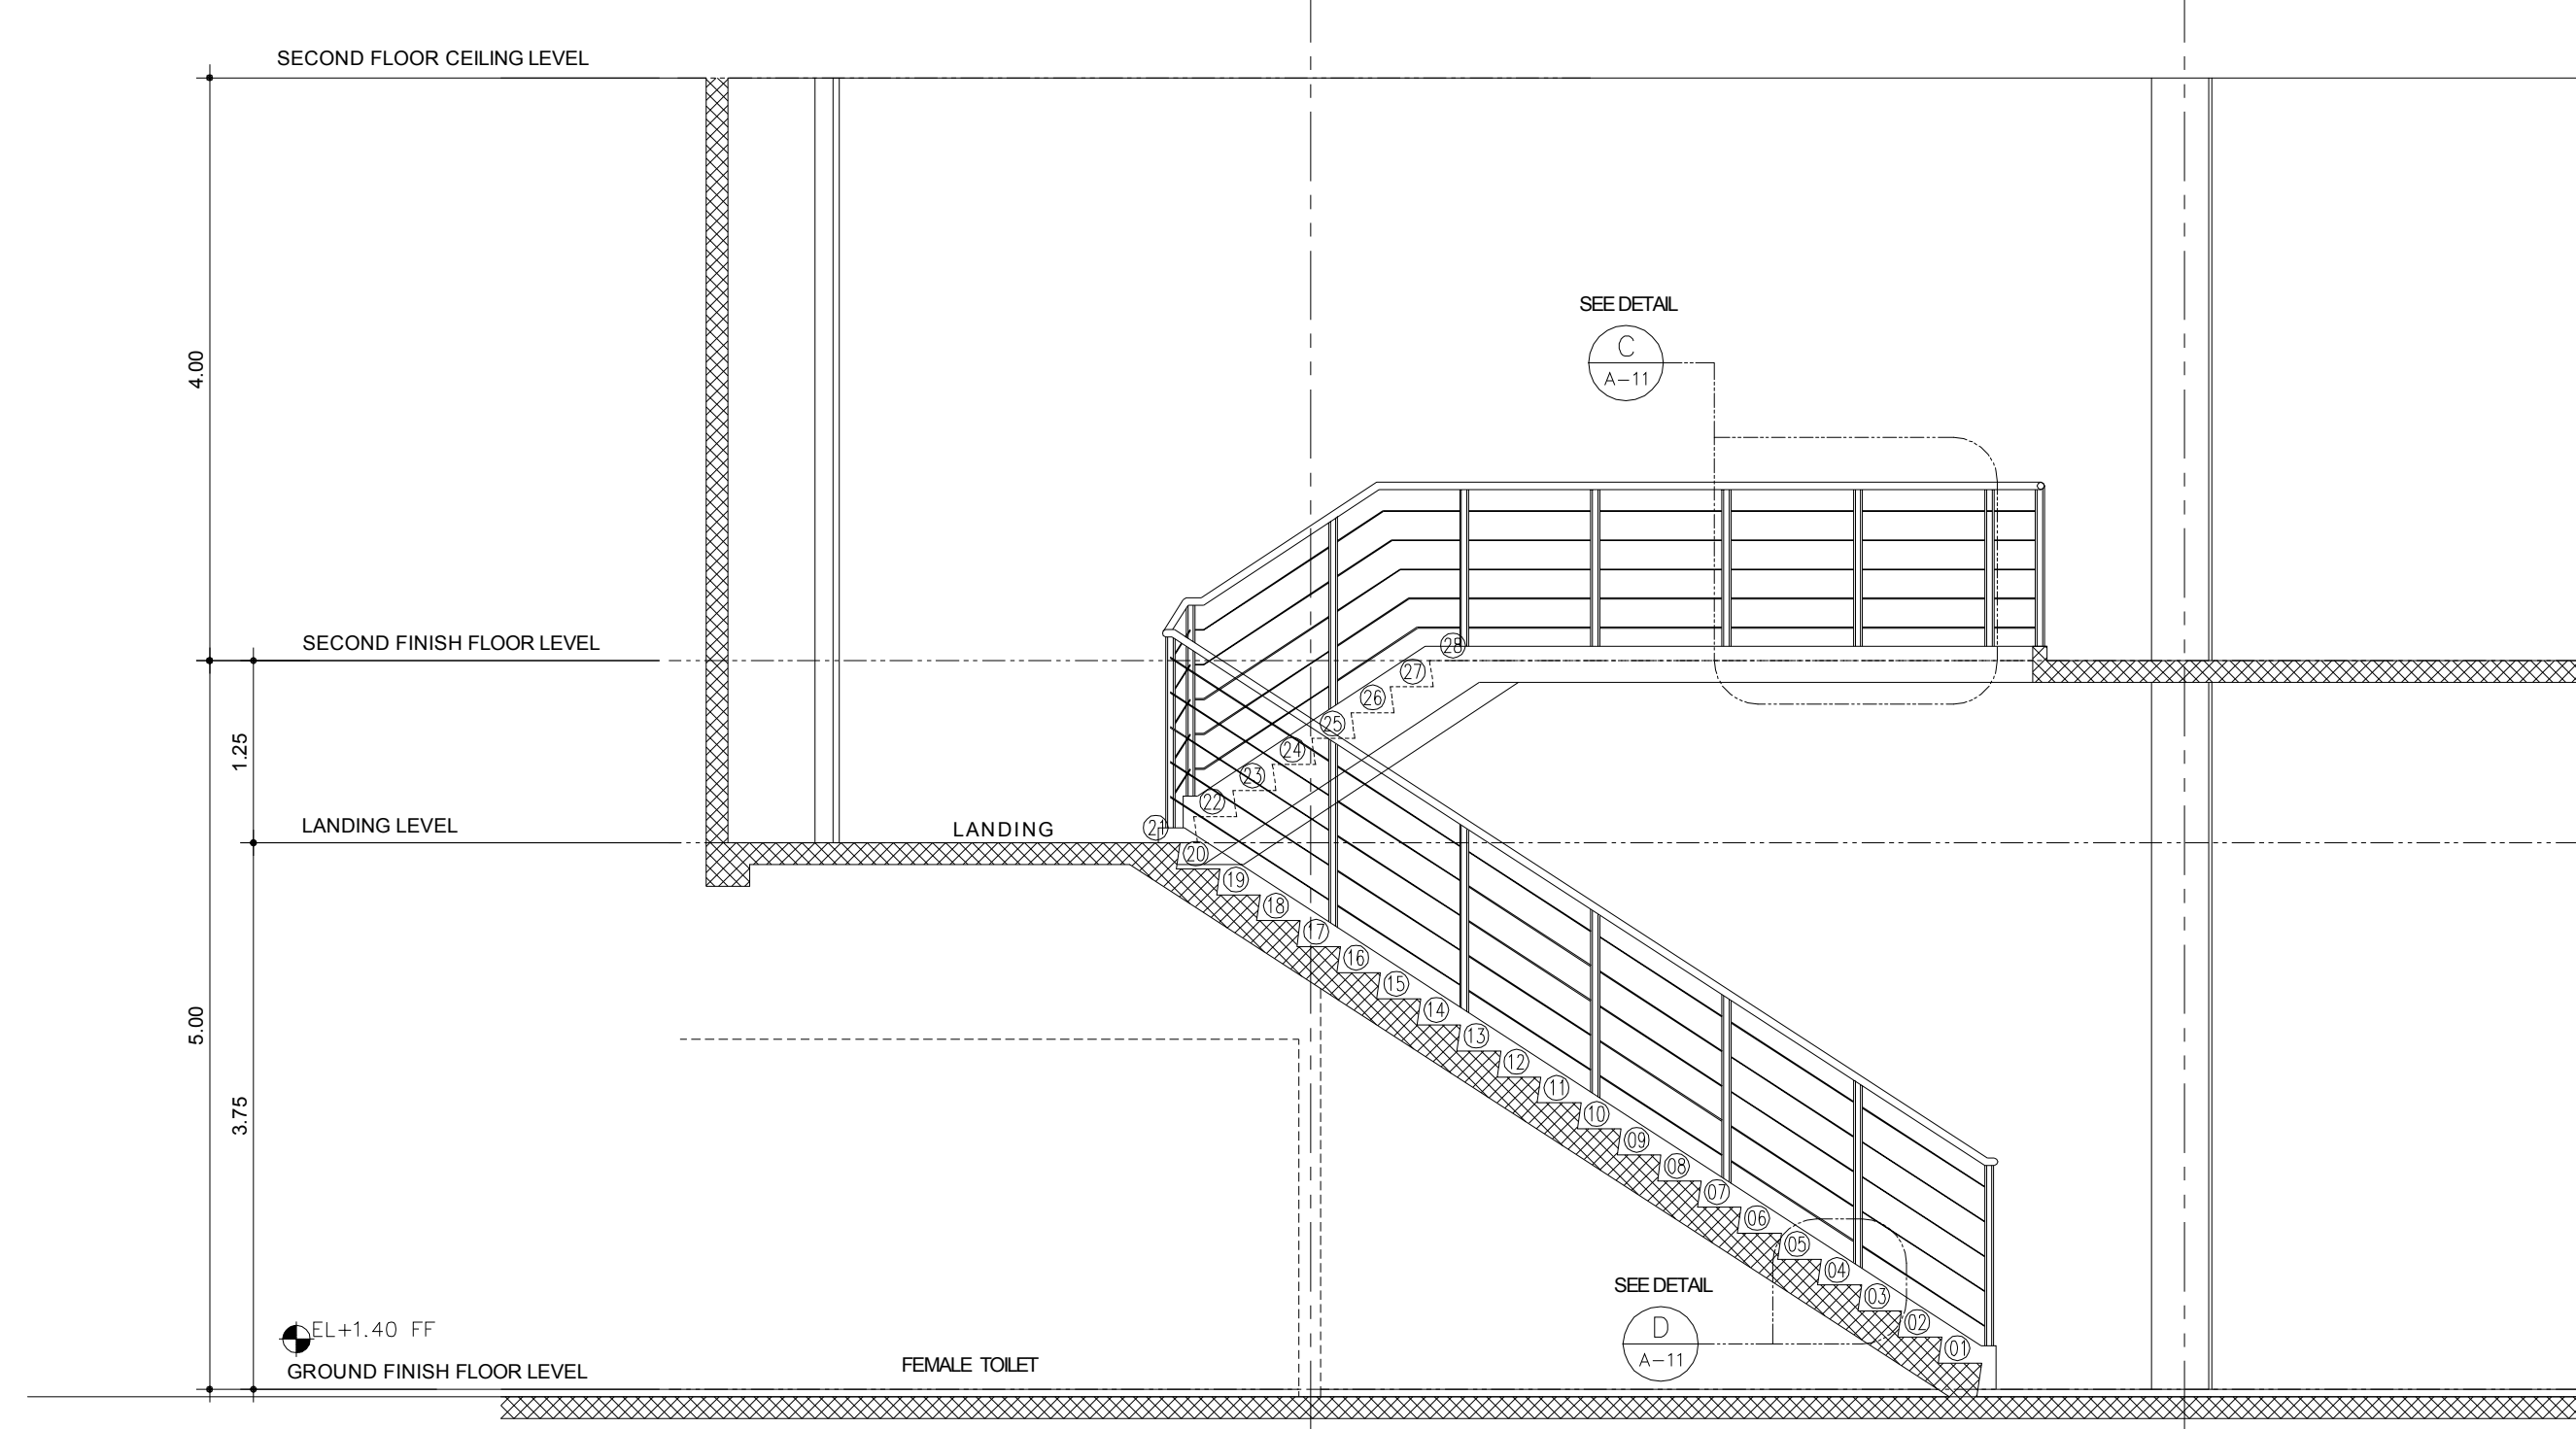 SECOND FLOOR CEILING LEVEL
4.00
SEE DETAIL
C
A-11
SECOND FINISH FLOOR LEVEL
28
27
26
25
1.25
24
23
22
LANDING LEVEL
LANDING
21
20
19
18
17
16
15
14
13
5.00
12
11
3.75
10
09
08
07
06
05
04
SEE DETAIL
03
02
D
A-11
01
EL+1.40 FF
GROUND FINISH FLOOR LEVEL
FEMALE TOILET